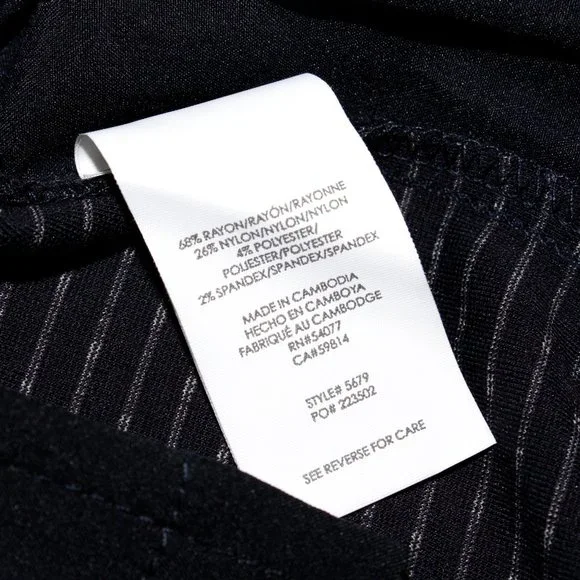 68% RAYON/RAYÓN/RAYONNE
26% NYLON/NYLON/NYLON
4% POLYESTER/
POLIÉSTER/POLYESTER
2% SPANDEX/SPANDEX/SPANDEX
MADE IN CAMBODIA
HECHO EN CAMBOYA
FABRIQUÉ AU CAMBODGE
RN#54077
CA#59814
STYLE# 5679
PO# 223502
SEE REVERSE FOR CARE